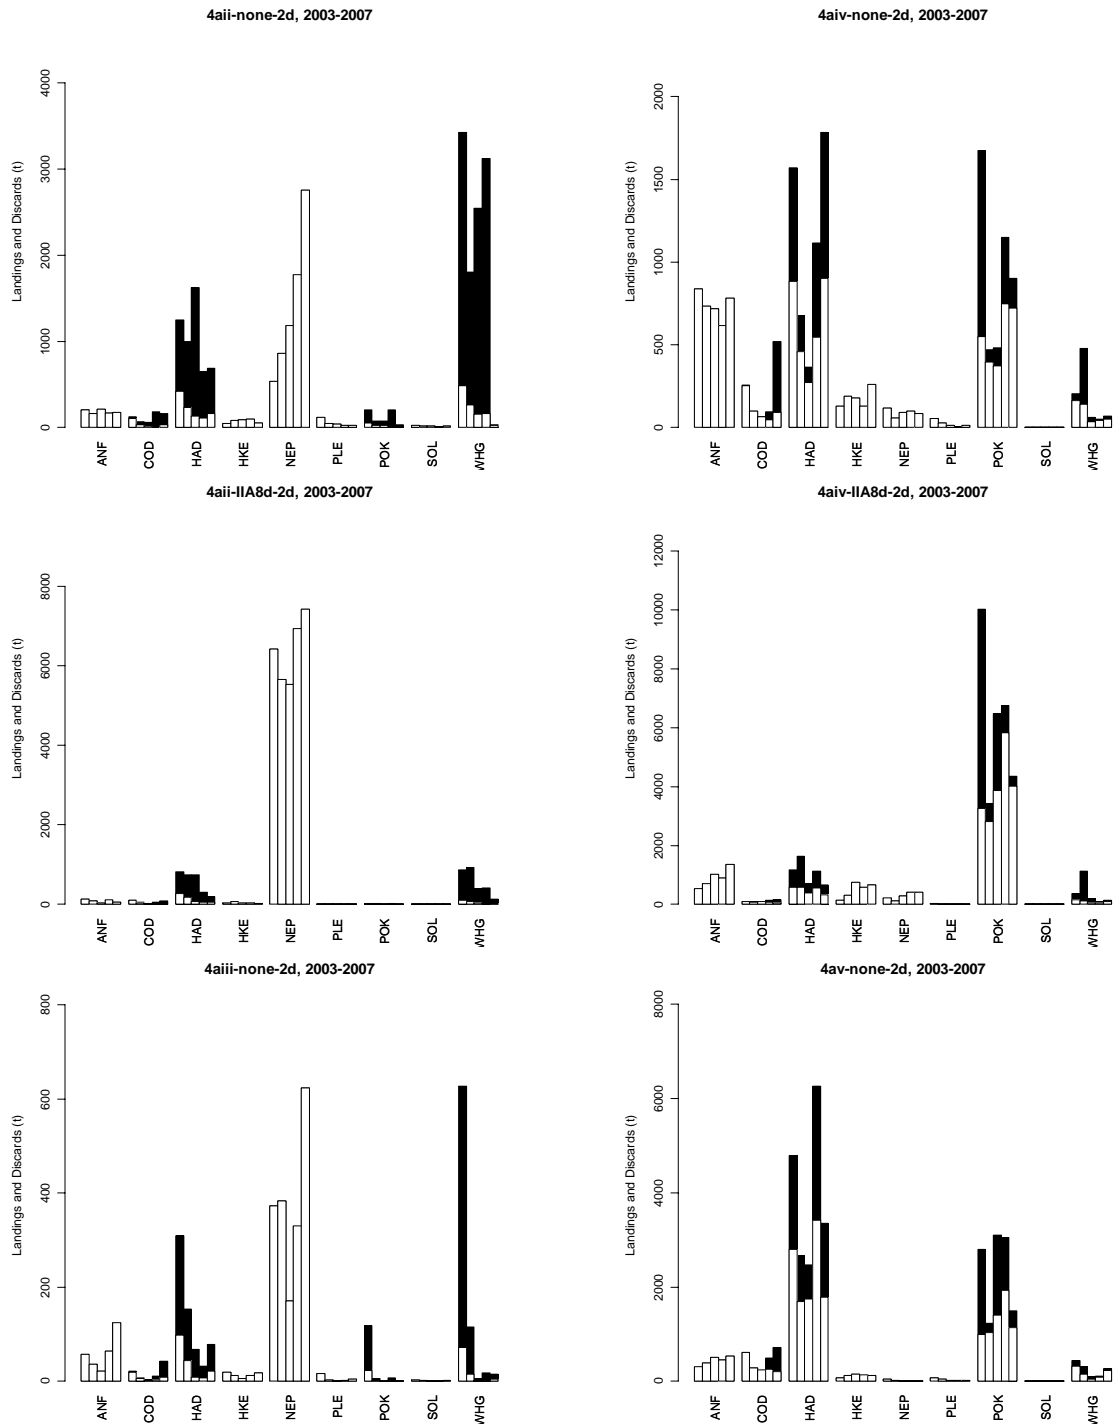 4aii-none-2d, 2003-2007
Landings and Discards (t)
4000
3000
2000
1000
0
ANF COD HAD HKE NEP PLE POK SOL WHG
4aiv-none-2d, 2003-2007
Landings and Discards (t)
2000
1500
1000
500
0
ANF COD HAD HKE NEP PLE POK SOL WHG
4aii-IIA8d-2d, 2003-2007
Landings and Discards (t)
8000
6000
4000
2000
0
ANF COD HAD HKE NEP PLE POK SOL WHG
4aiv-IIA8d-2d, 2003-2007
Landings and Discards (t)
12000
10000
8000
6000
4000
2000
0
ANF COD HAD HKE NEP PLE POK SOL WHG
4aiii-none-2d, 2003-2007
Landings and Discards (t)
800
600
400
200
0
ANF COD HAD HKE NEP PLE POK SOL WHG
4av-none-2d, 2003-2007
Landings and Discards (t)
8000
6000
4000
2000
0
ANF COD HAD HKE NEP PLE POK SOL WHG